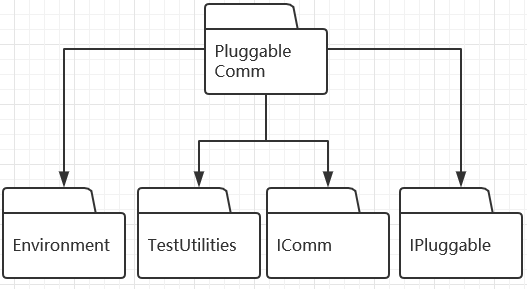 Pluggable
Comm
Environment
TestUtilities
IComm
IPluggable